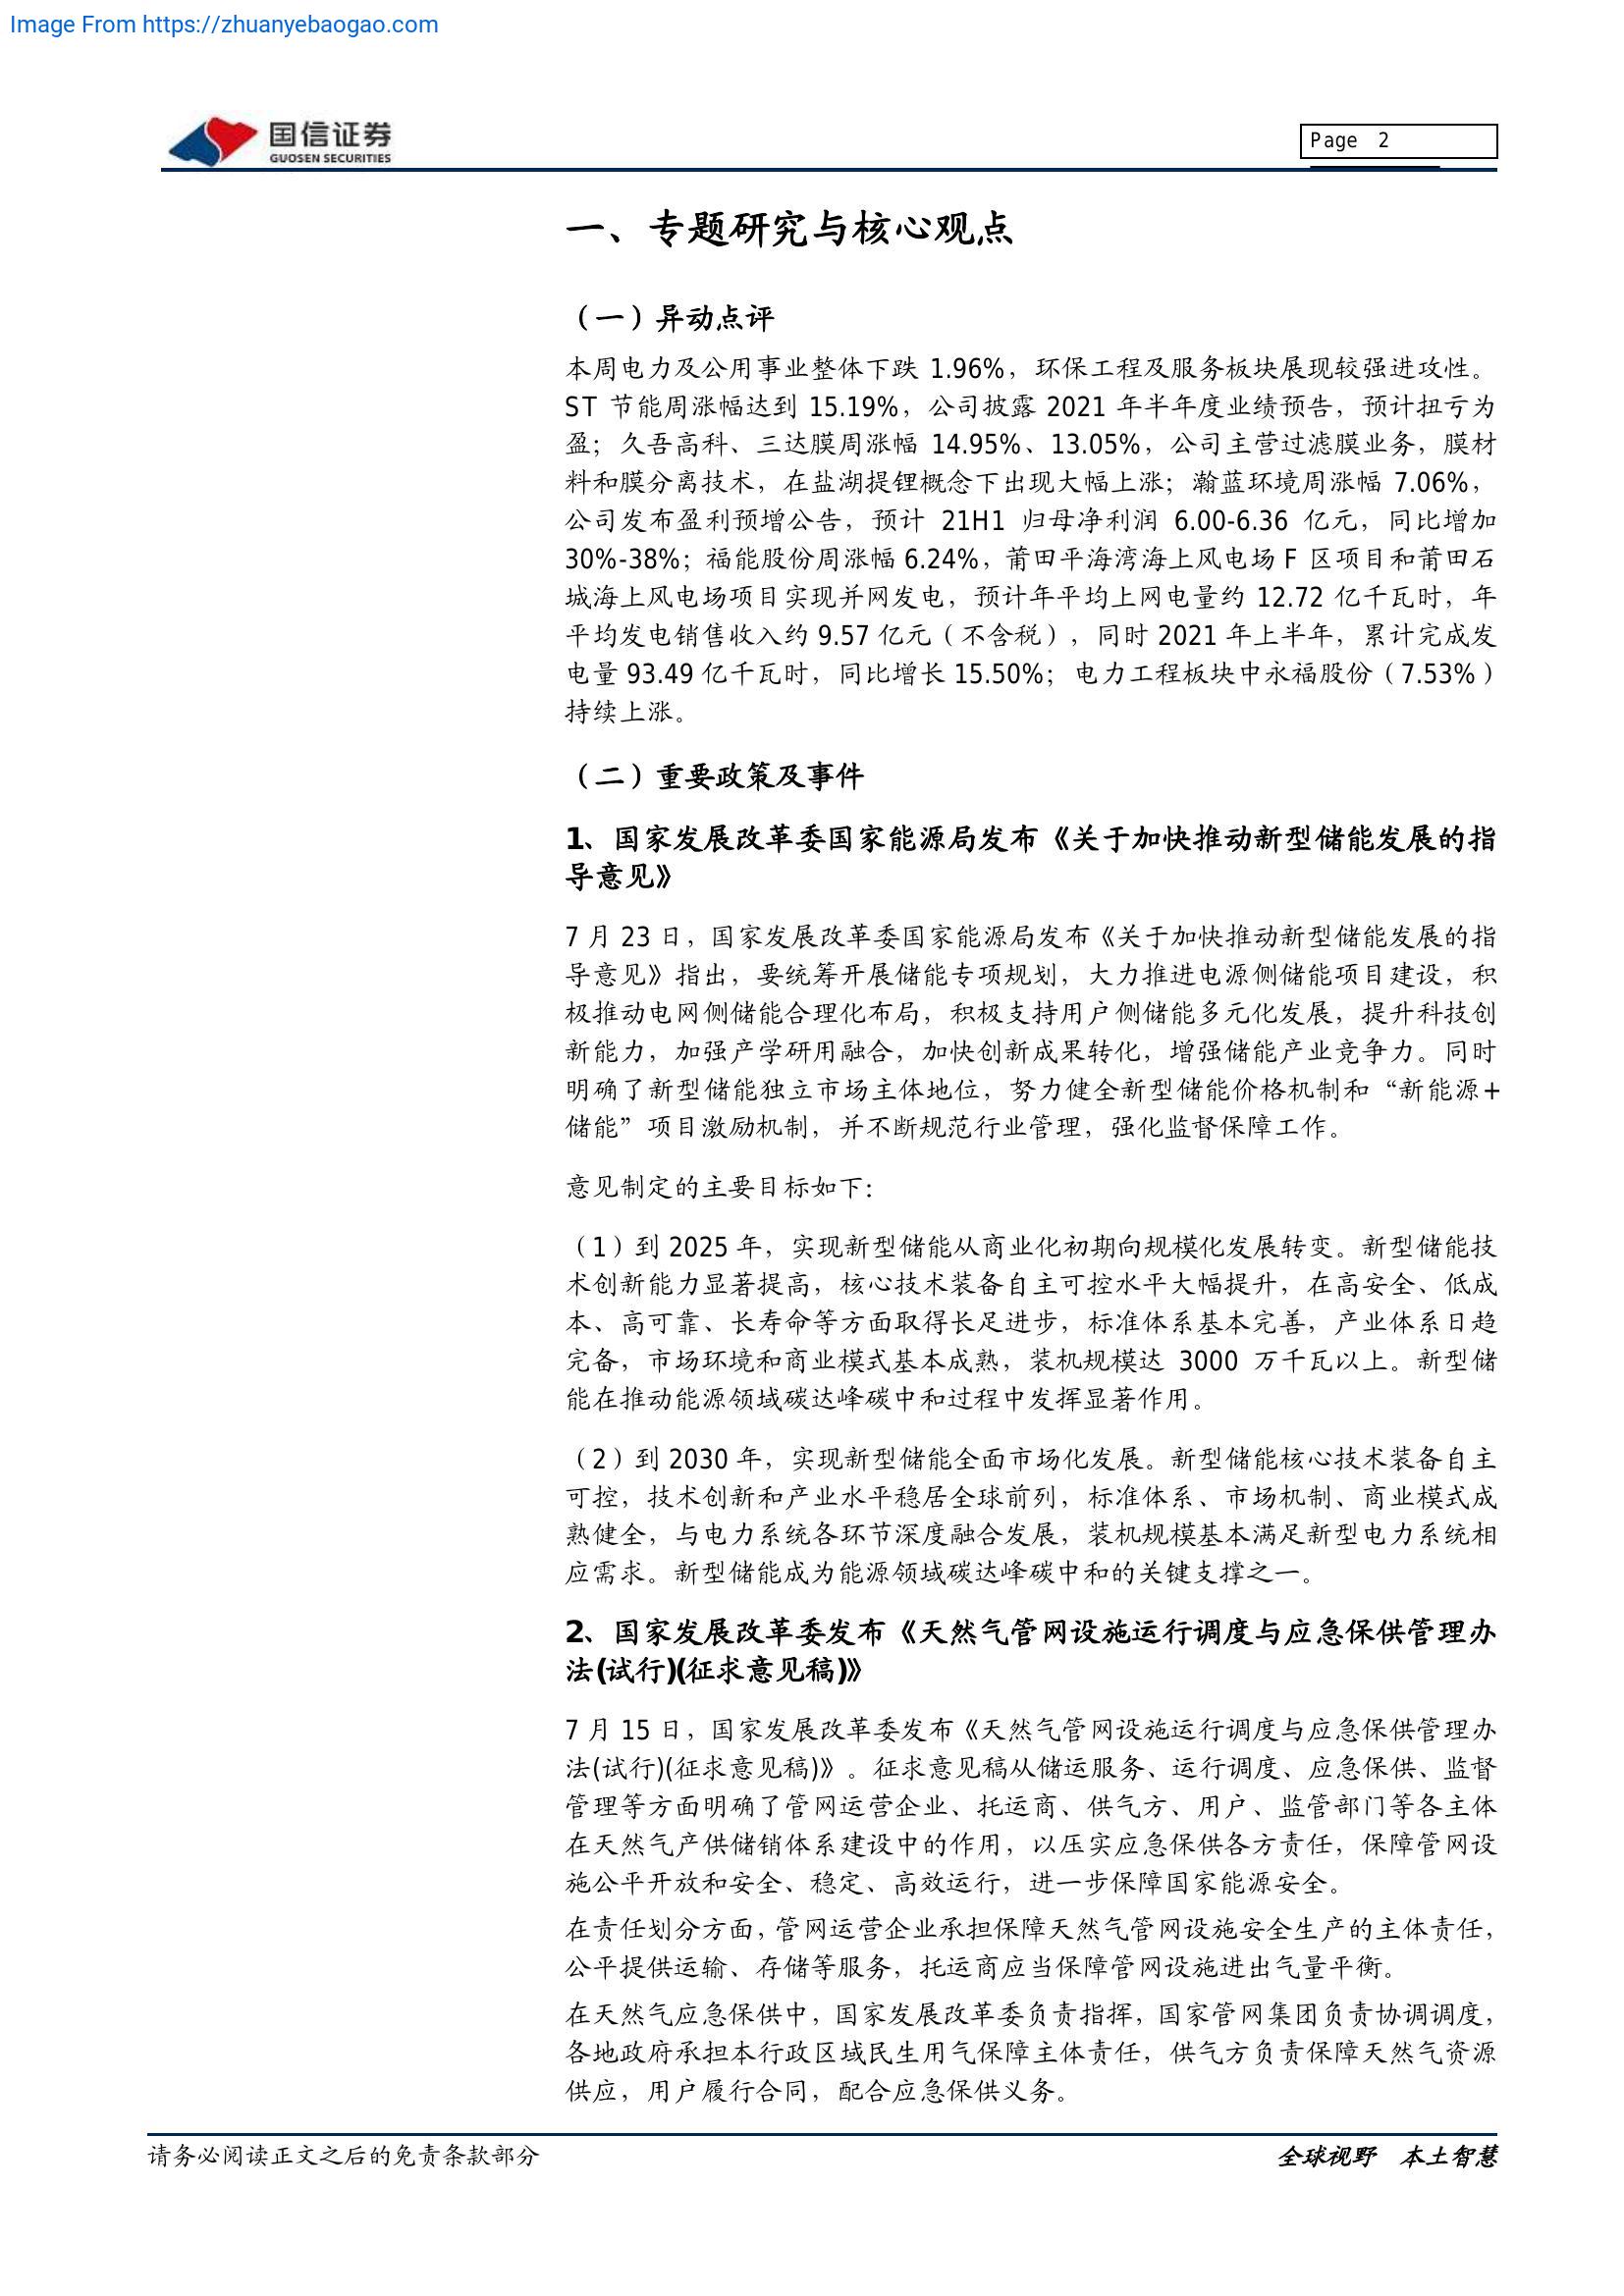 Image From https://zhuanyebaogao.com
国信证券
GUOSEN SECURITIES
Page 2
一、专题研究与核心观点
（一）异动点评
本周电力及公用事业整体下跌 1.96%，环保工程及服务板块展现较强进攻性。
ST 节能周涨幅达到 15.19%，公司披露 2021 年半年度业绩预告，预计扭亏为
盈；久吾高科、三达膜周涨幅 14.95%、13.05%，公司主营过滤膜业务，膜材
料和膜分离技术，在盐湖提锂概念下出现大幅上涨；瀚蓝环境周涨幅 7.06%，
公司发布盈利预增公告，预计 21H1 归母净利润 6.00-6.36 亿元，同比增加
30%-38%；福能股份周涨幅 6.24%，莆田平海湾海上风电场 F 区项目和莆田石
城海上风电场项目实现并网发电，预计年平均上网电量约 12.72 亿千瓦时，年
平均发电销售收入约 9.57 亿元（不含税），同时 2021 年上半年，累计完成发
电量 93.49 亿千瓦时，同比增长 15.50%；电力工程板块中永福股份（7.53%）
持续上涨。
（二）重要政策及事件
1、国家发展改革委国家能源局发布《关于加快推动新型储能发展的指
导意见》
7 月 23 日，国家发展改革委国家能源局发布《关于加快推动新型储能发展的指
导意见》指出，要统筹开展储能专项规划，大力推进电源侧储能项目建设，积
极推动电网侧储能合理化布局，积极支持用户侧储能多元化发展，提升科技创
新能力，加强产学研用融合，加快创新成果转化，增强储能产业竞争力。同时
明确了新型储能独立市场主体地位，努力健全新型储能价格机制和“新能源+
储能”项目激励机制，并不断规范行业管理，强化监督保障工作。
意见制定的主要目标如下：
（1）到 2025 年，实现新型储能从商业化初期向规模化发展转变。新型储能技
术创新能力显著提高，核心技术装备自主可控水平大幅提升，在高安全、低成
本、高可靠、长寿命等方面取得长足进步，标准体系基本完善，产业体系日趋
完备，市场环境和商业模式基本成熟，装机规模达 3000 万千瓦以上。新型储
能在推动能源领域碳达峰碳中和过程中发挥显著作用。
（2）到 2030 年，实现新型储能全面市场化发展。新型储能核心技术装备自主
可控，技术创新和产业水平稳居全球前列，标准体系、市场机制、商业模式成
熟健全，与电力系统各环节深度融合发展，装机规模基本满足新型电力系统相
应需求。新型储能成为能源领域碳达峰碳中和的关键支撑之一。
2、国家发展改革委发布《天然气管网设施运行调度与应急保供管理办
法(试行)(征求意见稿)》
7 月 15 日，国家发展改革委发布《天然气管网设施运行调度与应急保供管理办
法(试行)(征求意见稿)》。征求意见稿从储运服务、运行调度、应急保供、监督
管理等方面明确了管网运营企业、托运商、供气方、用户、监管部门等各主体
在天然气产供储销体系建设中的作用，以压实应急保供各方责任，保障管网设
施公平开放和安全、稳定、高效运行，进一步保障国家能源安全。
在责任划分方面，管网运营企业承担保障天然气管网设施安全生产的主体责任，
公平提供运输、存储等服务，托运商应当保障管网设施进出气量平衡。
在天然气应急保供中，国家发展改革委负责指挥，国家管网集团负责协调调度，
各地政府承担本行政区域民生用气保障主体责任，供气方负责保障天然气资源
供应，用户履行合同，配合应急保供义务。
请务必阅读正文之后的免责条款部分
全球视野 本土智慧